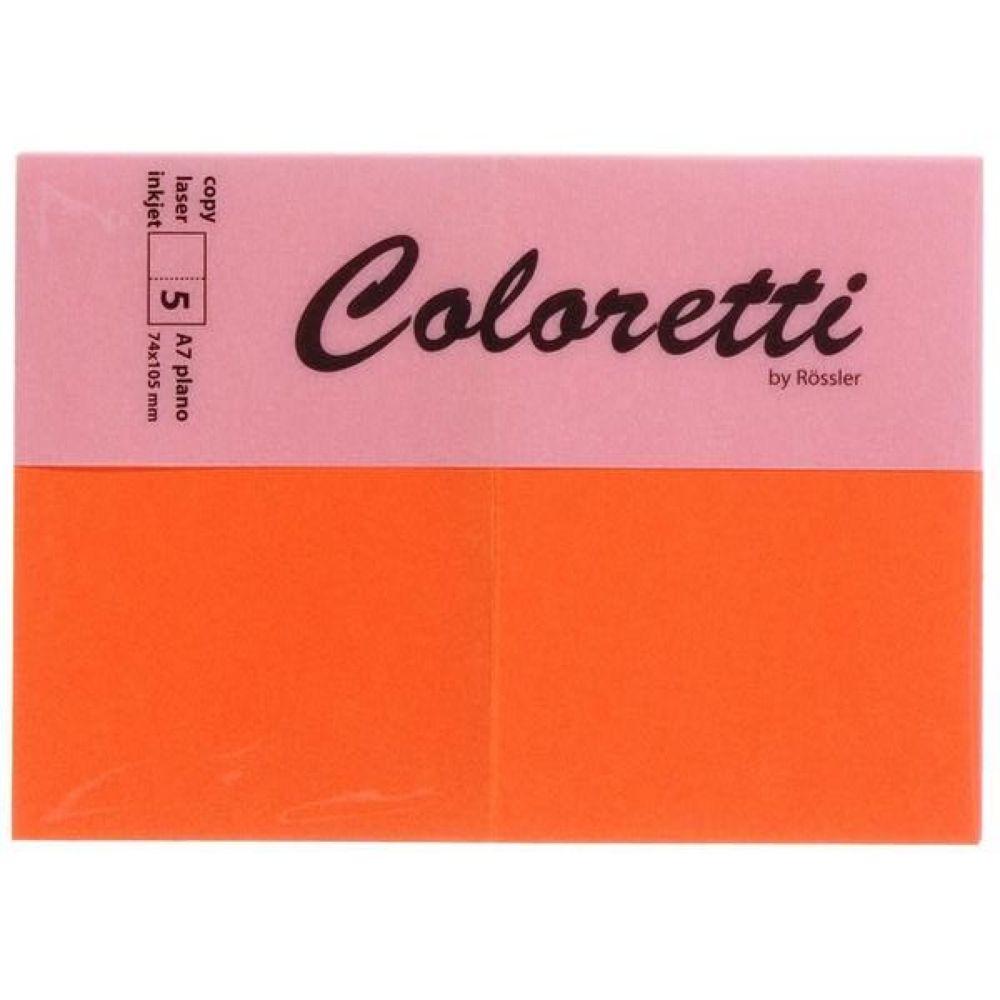 copy
laser
inkjet
5
A7 plano
74x105 mm
Coloretti
by Rössler